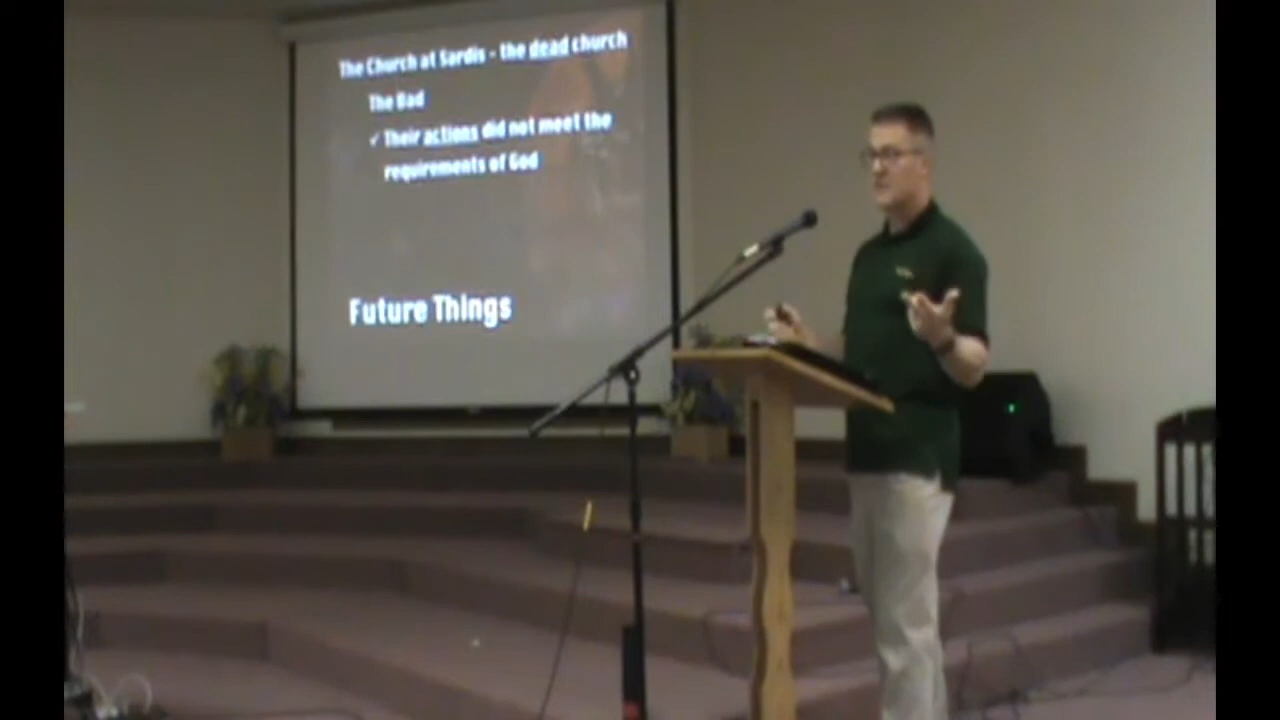 The Church at Sardis - the dead church
The Bad
✓ Their actions did not meet the
requirements of God
Future Things